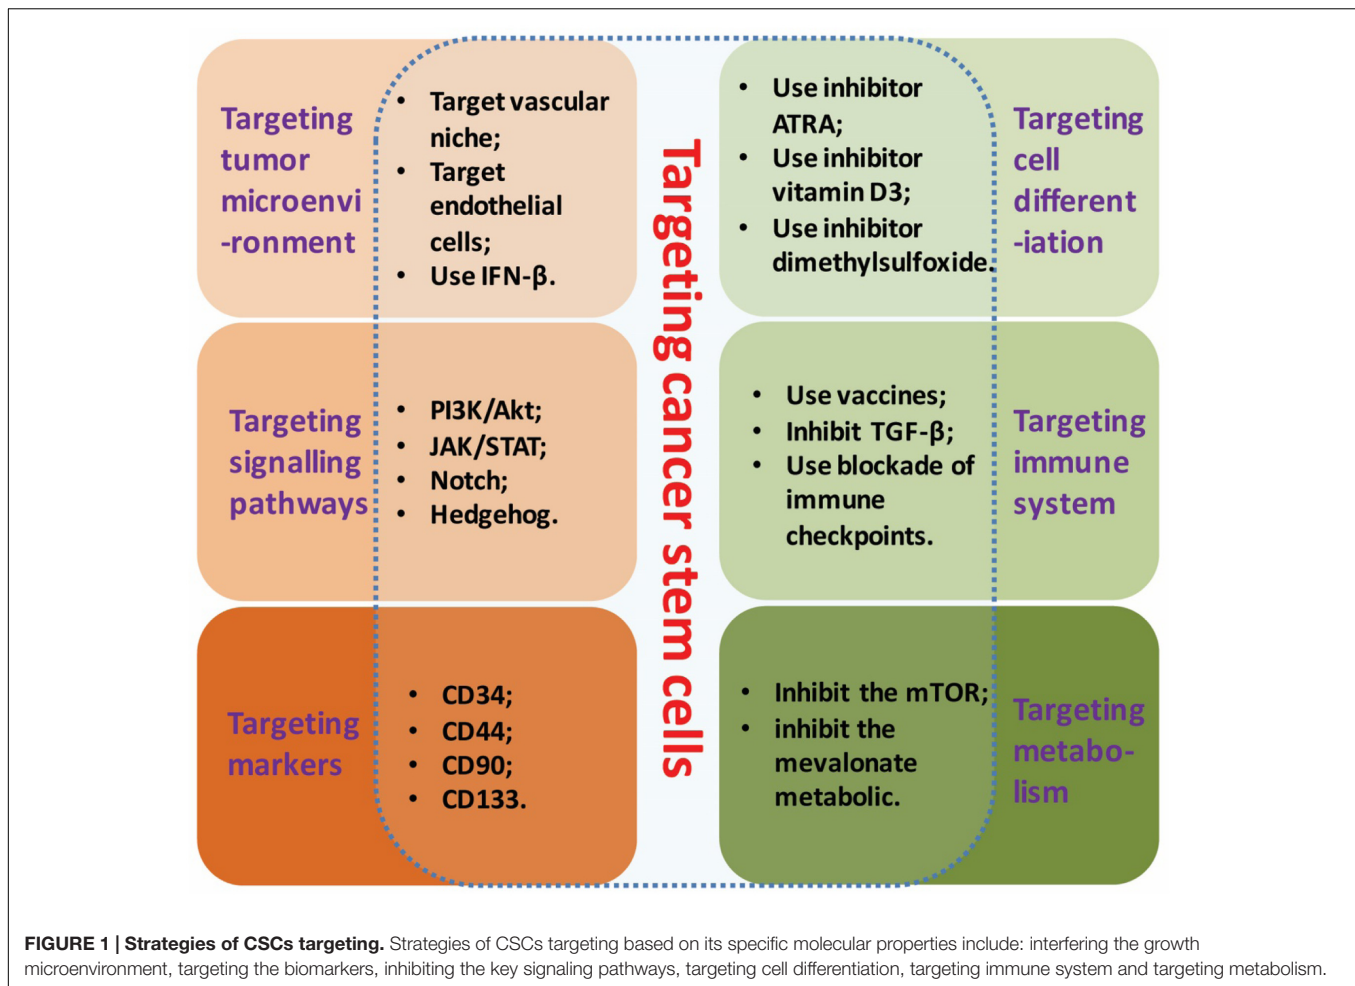 Targeting
tumor
microenvi
-ronment
• Target vascular
niche;
• Target
endothelial
cells;
• Use IFN-β.
Targeting
signalling
pathways
• PI3K/Akt;
• JAK/STAT;
• Notch;
• Hedgehog.
Targeting
markers
• CD34;
• CD44;
• CD90;
• CD133.
Targeting cancer stem cells
• Use inhibitor
ATRA;
• Use inhibitor
vitamin D3;
• Use inhibitor
dimethylsulfoxide.
Targeting
cell
different
-iation
• Use vaccines;
• Inhibit TGF-β;
• Use blockade of
immune
checkpoints.
Targeting
immune
system
• Inhibit the mTOR;
• inhibit the
mevalonate
metabolic.
Targeting
metabo-
lism
FIGURE 1 | Strategies of CSCs targeting. Strategies of CSCs targeting based on its specific molecular properties include: interfering the growth
microenvironment, targeting the biomarkers, inhibiting the key signaling pathways, targeting cell differentiation, targeting immune system and targeting metabolism.